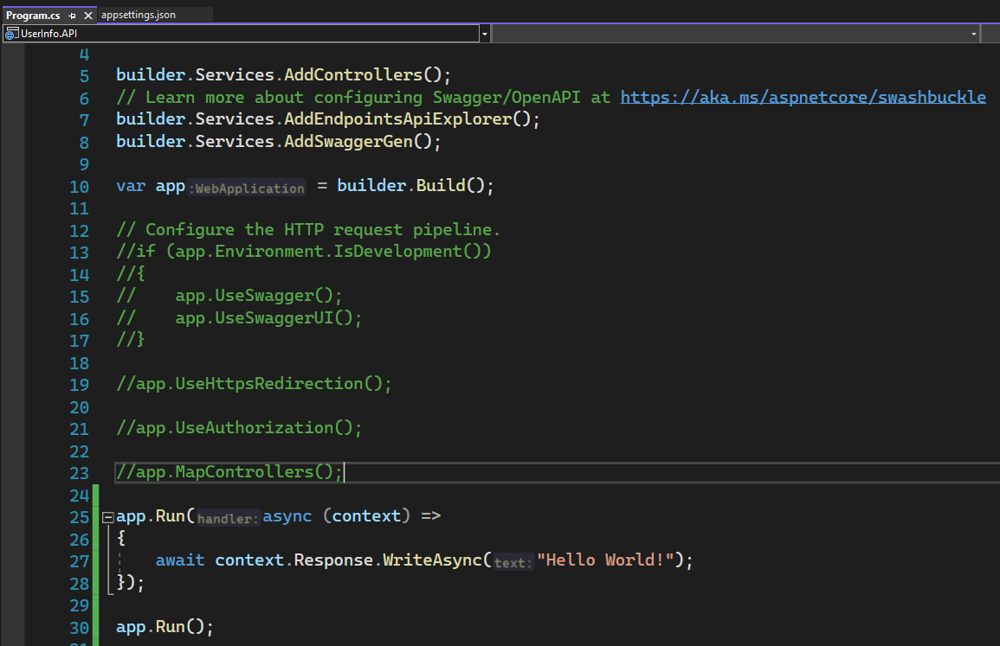 Program.cs appsettings.json
UserInfo.API
4
5 builder.Services.AddControllers();
6 // Learn more about configuring Swagger/OpenAPI at https://aka.ms/aspnetcore/swashbuckle
7 builder.Services.AddEndpointsApiExplorer();
8 builder.Services.AddSwaggerGen();
9
10 var app:WebApplication = builder.Build();
11
12 // Configure the HTTP request pipeline.
13 //if (app.Environment.IsDevelopment())
14 //{
15 //    app.UseSwagger();
16 //    app.UseSwaggerUI();
17 //}
18
19 //app.UseHttpsRedirection();
20
21 //app.UseAuthorization();
22
23 //app.MapControllers();
24
25 app.Run(handler:async (context) =>
26 {
27     await context.Response.WriteAsync(text:"Hello World!");
28 });
29
30 app.Run();